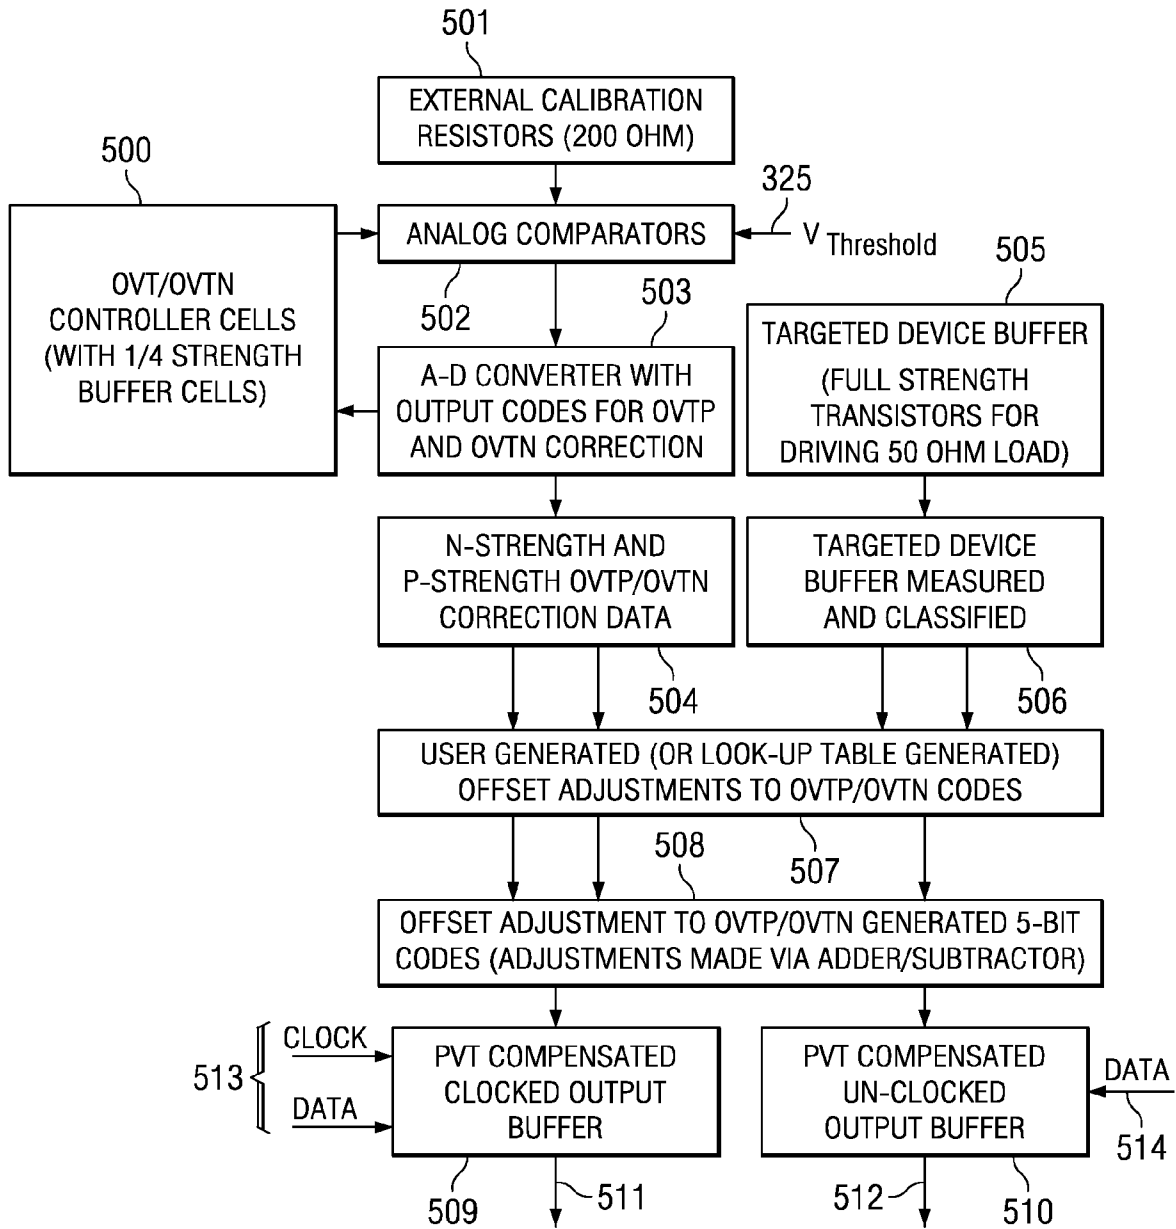 501
EXTERNAL CALIBRATION
RESISTORS (200 OHM)
500
325
ANALOG COMPARATORS
V Threshold
502
OVT/OVTN
CONTROLLER CELLS
(WITH 1/4 STRENGTH
BUFFER CELLS)
503
505
A-D CONVERTER WITH
OUTPUT CODES FOR OVTP
AND OVTN CORRECTION
TARGETED DEVICE BUFFER
(FULL STRENGTH
TRANSISTORS FOR
DRIVING 50 OHM LOAD)
N-STRENGTH AND
P-STRENGTH OVTP/OVTN
CORRECTION DATA
504
TARGETED DEVICE
BUFFER MEASURED
AND CLASSIFIED
506
USER GENERATED (OR LOOK-UP TABLE GENERATED)
OFFSET ADJUSTMENTS TO OVTP/OVTN CODES
507
508
OFFSET ADJUSTMENT TO OVTP/OVTN GENERATED 5-BIT
CODES (ADJUSTMENTS MADE VIA ADDER/SUBTRACTOR)
513
CLOCK
DATA
PVT COMPENSATED
CLOCKED OUTPUT
BUFFER
509
511
PVT COMPENSATED
UN-CLOCKED
OUTPUT BUFFER
DATA
514
512
510